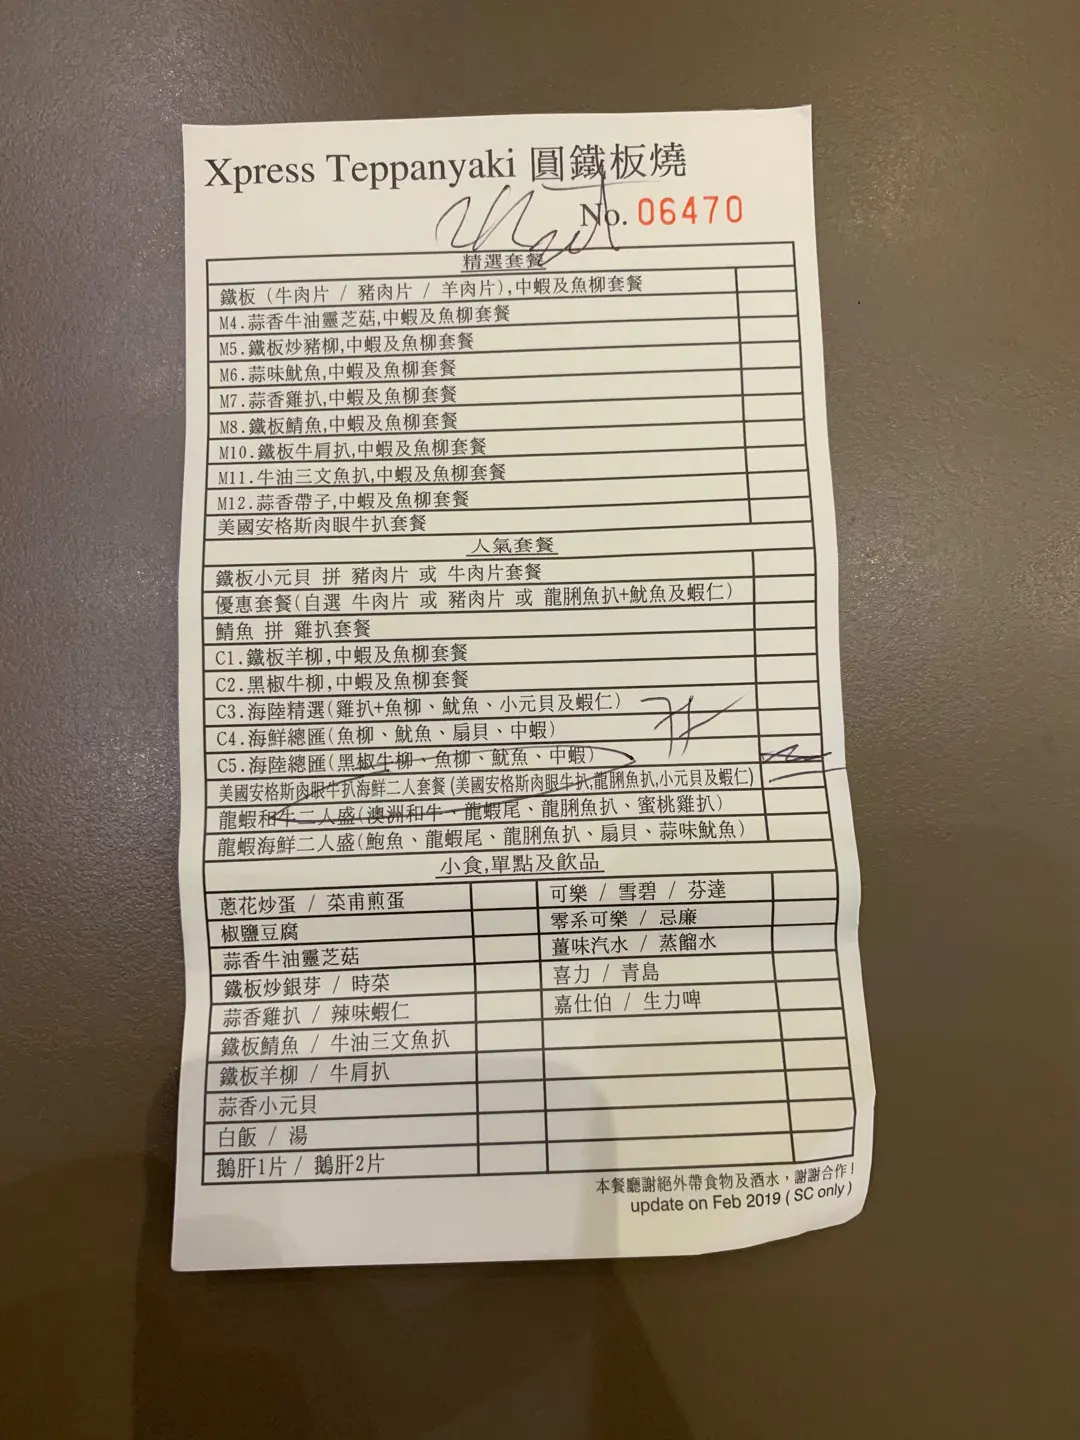 Xpress Teppanyaki 圓鐵板燒
No. 06470
精選套餐
鐵板 (牛肉片 / 豬肉片 / 羊肉片),中蝦及魚柳套餐
M4.蒜香牛油靈芝菇,中蝦及魚柳套餐
M5.鐵板炒豬柳,中蝦及魚柳套餐
M6.蒜味魷魚,中蝦及魚柳套餐
M7.蒜香雞扒,中蝦及魚柳套餐
M8.鐵板鯖魚,中蝦及魚柳套餐
M10.鐵板牛肩扒,中蝦及魚柳套餐
M11.牛油三文魚扒,中蝦及魚柳套餐
M12.蒜香帶子,中蝦及魚柳套餐
美國安格斯肉眼牛扒套餐
人氣套餐
鐵板小元貝 拼 豬肉片 或 牛肉片套餐
優惠套餐(自選 牛肉片 或 豬肉片 或 龍脷魚扒+魷魚及蝦仁)
鯖魚 拼 雞扒套餐
C1.鐵板羊柳,中蝦及魚柳套餐
C2.黑椒牛柳,中蝦及魚柳套餐
C3.海陸精選(雞扒+魚柳、魷魚、小元貝及蝦仁)
C4.海鮮總匯(魚柳、魷魚、扇貝、中蝦)
C5.海陸總匯(黑椒牛柳、魚柳、魷魚、中蝦)
美國安格斯肉眼牛扒海鮮二人套餐(美國安格斯肉眼牛扒,龍脷魚扒,小元貝及蝦仁)
龍蝦和牛二人盛(澳洲和牛、龍蝦尾、龍脷魚扒、蜜桃雞扒)
龍蝦海鮮二人盛(鮑魚、龍蝦尾、龍脷魚扒、扇貝、蒜味魷魚)
小食,單點及飲品
蔥花炒蛋 / 菜甫煎蛋
椒鹽豆腐
蒜香牛油靈芝菇
鐵板炒銀芽 / 時菜
蒜香雞扒 / 辣味蝦仁
鐵板鯖魚 / 牛油三文魚扒
鐵板羊柳 / 牛肩扒
蒜香小元貝
白飯 / 湯
鵝肝1片 / 鵝肝2片
可樂 / 雪碧 / 芬達
零系可樂 / 忌廉
薑味汽水 / 蒸餾水
喜力 / 青島
嘉仕伯 / 生力啤
本餐廳謝絕外帶食物及酒水，謝謝合作!
update on Feb 2019 ( SC only )